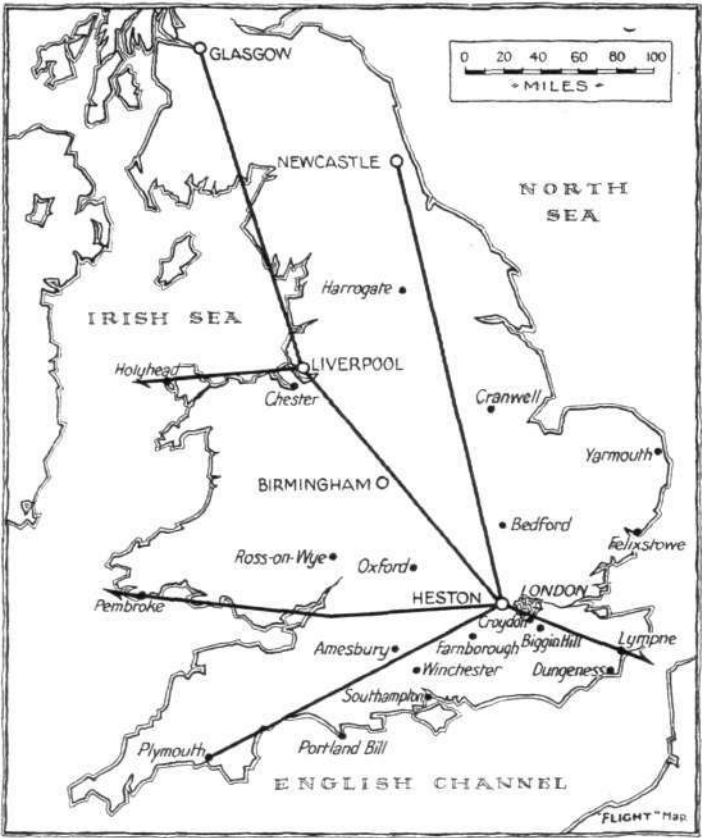 GLASGOW
0 20 40 60 80 100
MILES
NEWCASTLE
NORTH
SEA
Harrogate
IRISH SEA
Holyhead
LIVERPOOL
Chester
Cranwell
Yarmouth
BIRMINGHAM
Bedford
Felixstowe
Ross-on-Wye
Oxford
HESTON
LONDON
Pembroke
Croydon
Biggin Hill
Lympne
Amesbury
Farnborough
Winchester
Dungeness
Southampton
Plymouth
Portland Bill
ENGLISH CHANNEL
"FLIGHT" Map.